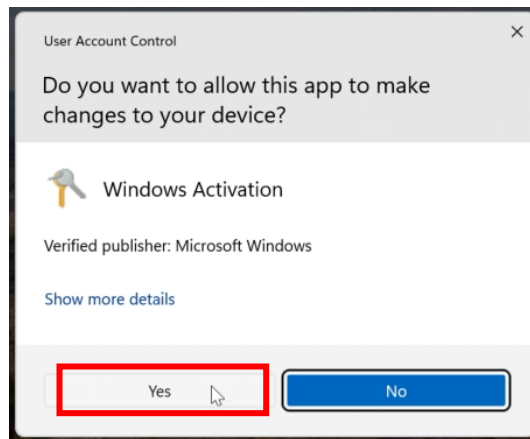 User Account Control
Do you want to allow this app to make
changes to your device?
Windows Activation
Verified publisher: Microsoft Windows
Show more details
Yes
No